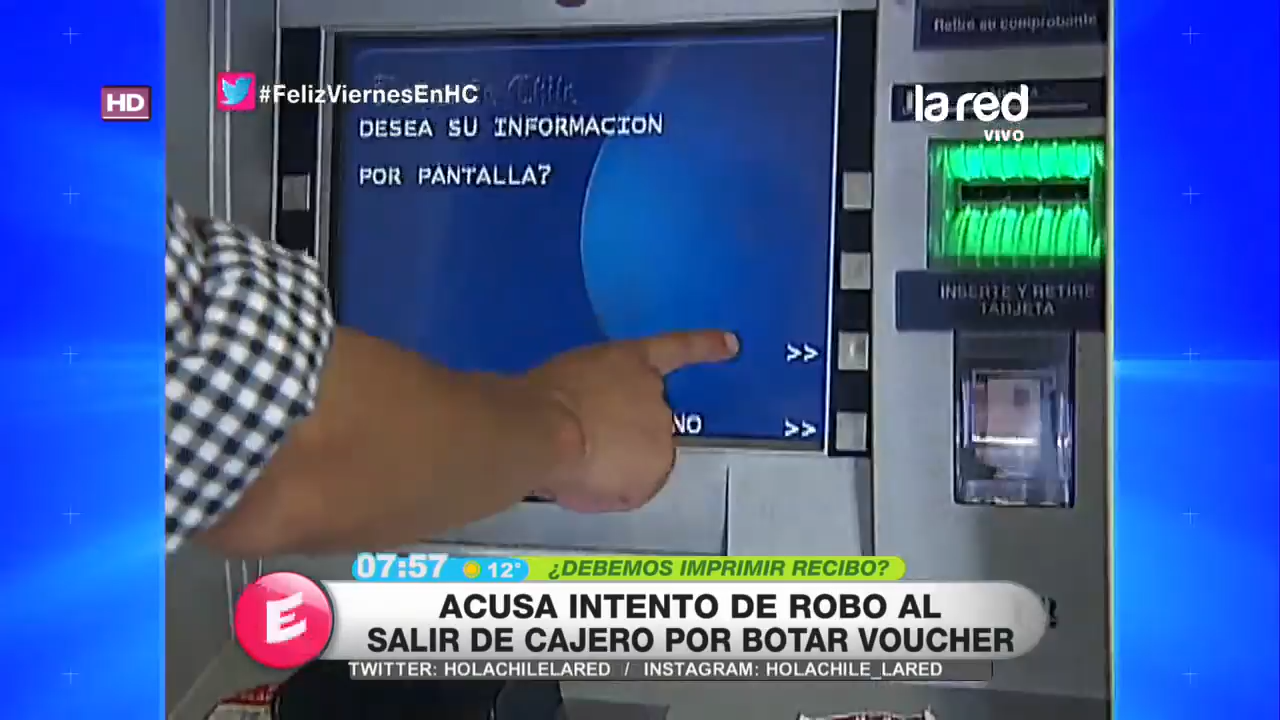 Retire su comprobante
HD
#FelizViernesEnHC
la red
VIVO
DESEA SU INFORMACION
POR PANTALLA?
INSERTE Y RETIRE
TARJETA
>>
NO >>
07:57 12° ¿DEBEMOS IMPRIMIR RECIBO?
E
ACUSA INTENTO DE ROBO AL
SALIR DE CAJERO POR BOTAR VOUCHER
TWITTER: HOLACHILELARED / INSTAGRAM: HOLACHILE_LARED